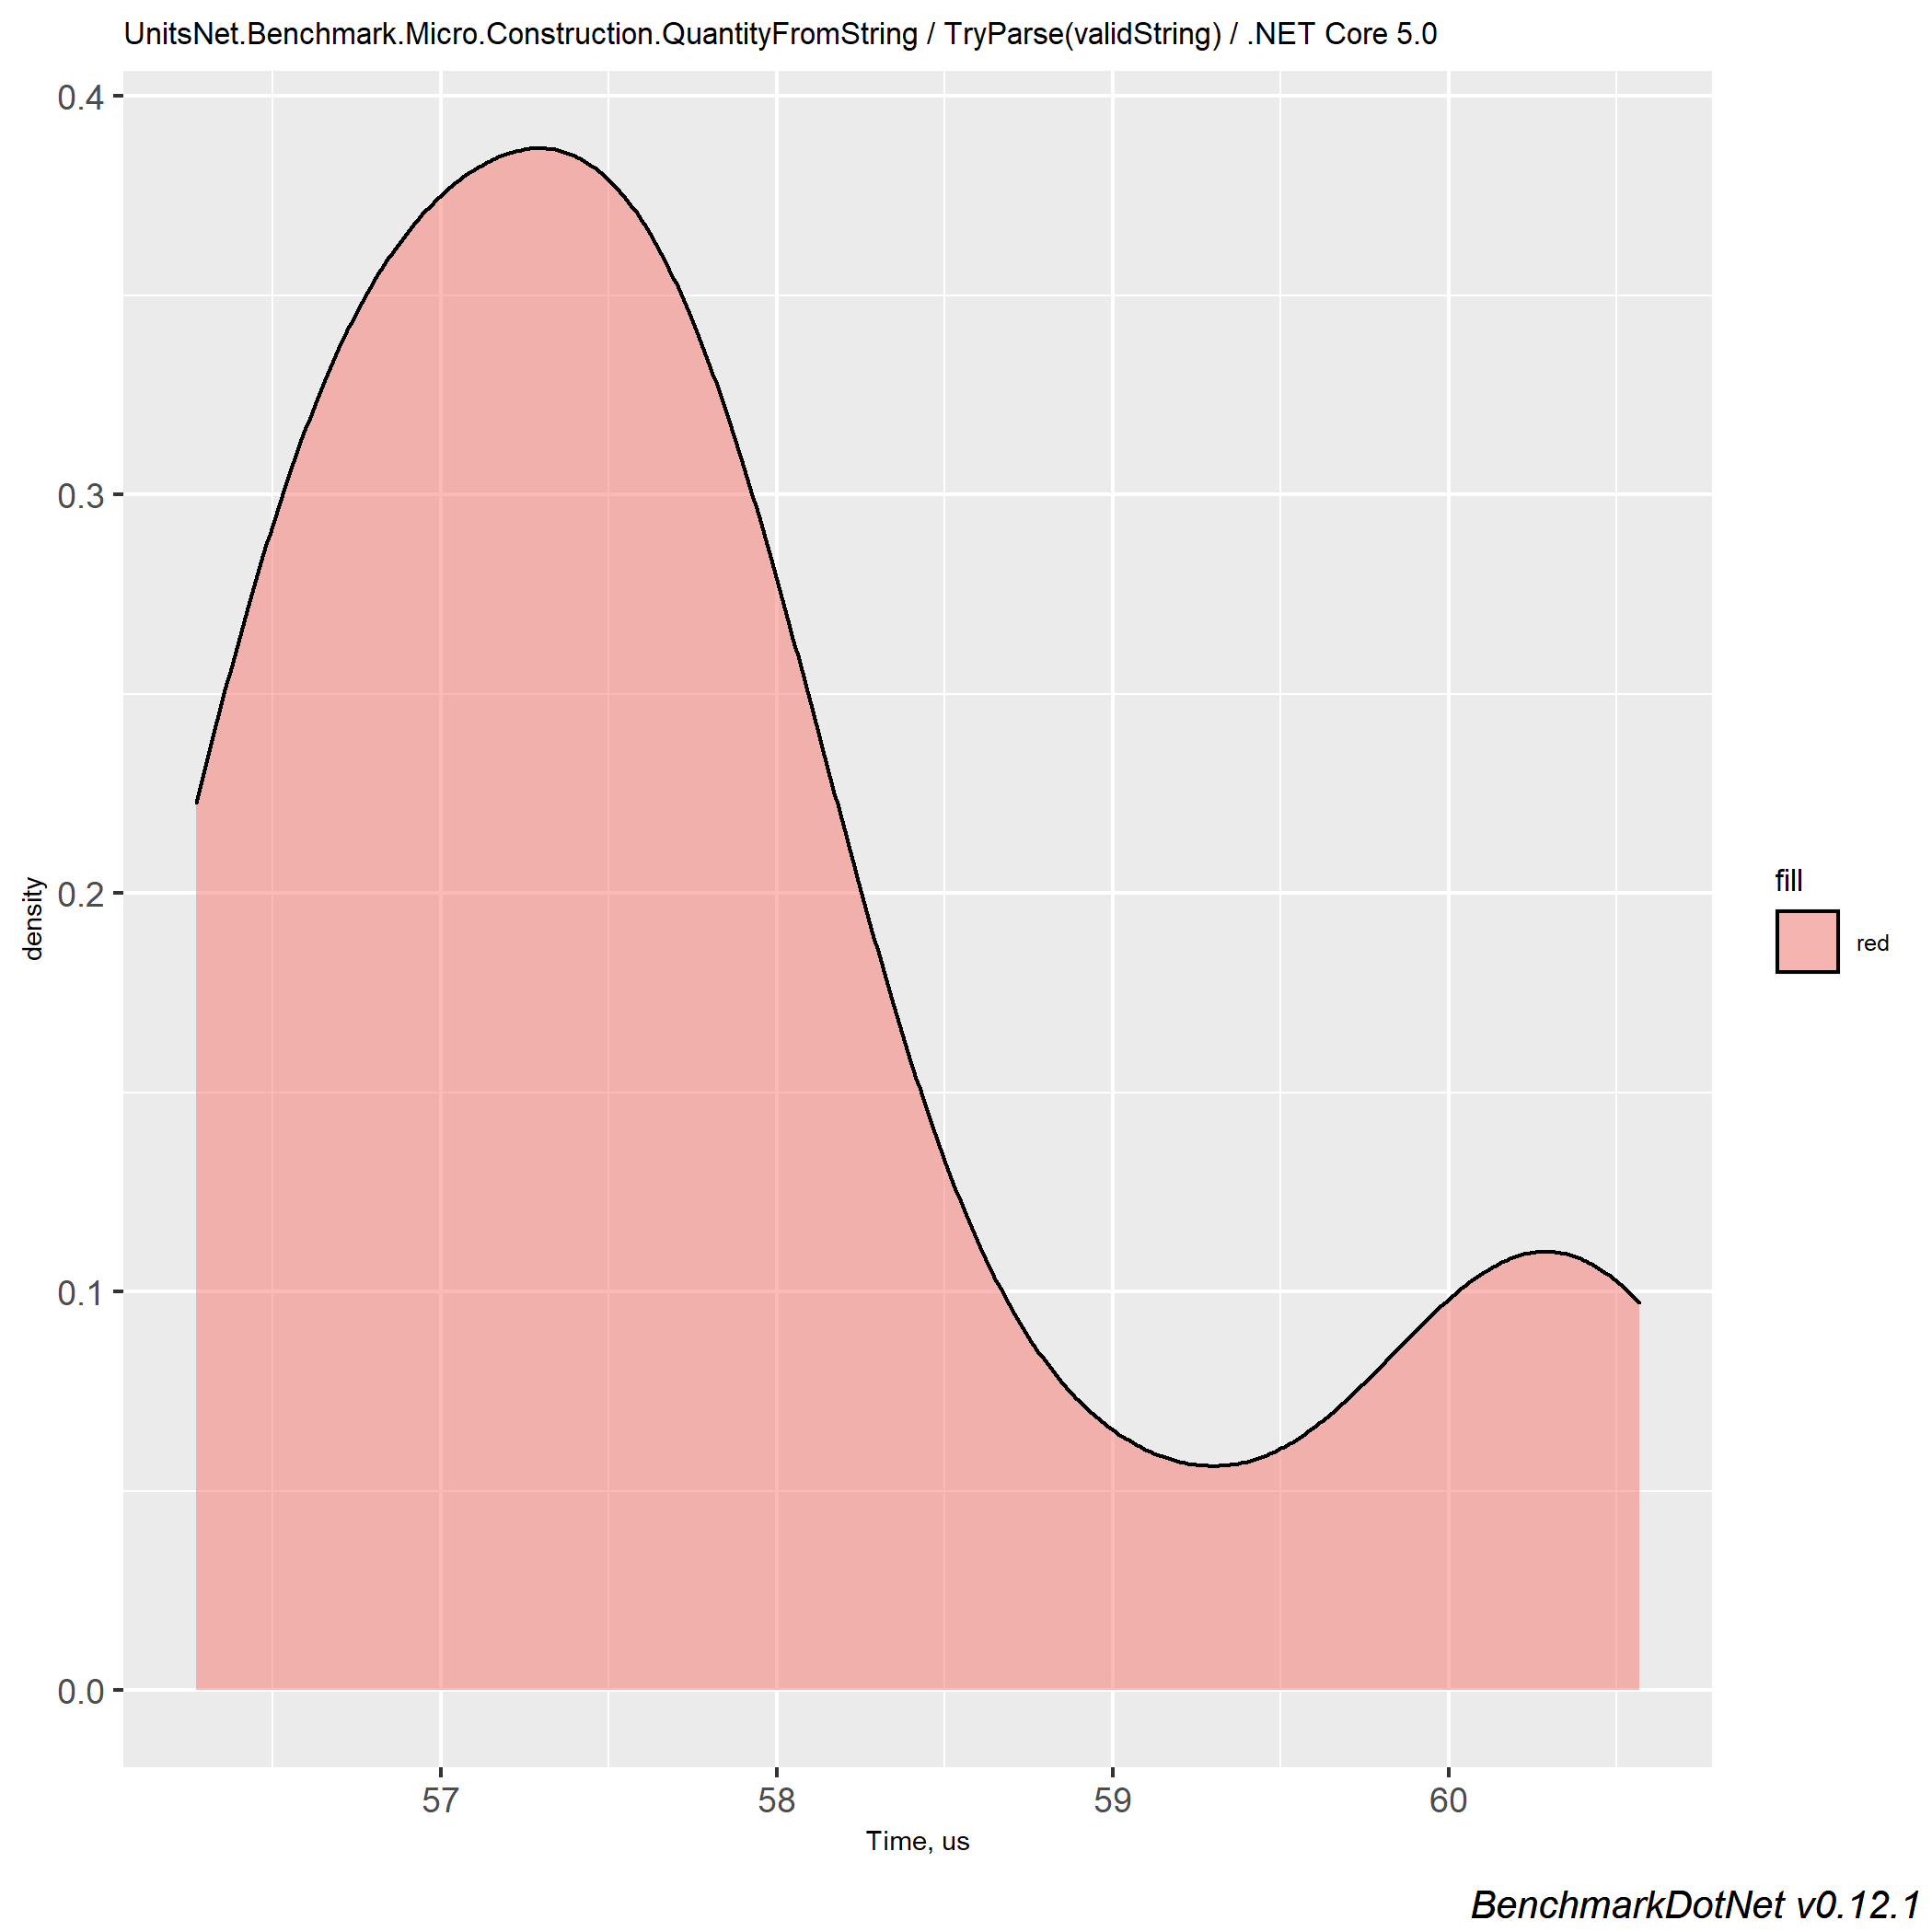 UnitsNet.Benchmark.Micro.Construction.QuantityFromString / TryParse(validString) / .NET Core 5.0
0.4
0.3
0.2
0.1
0.0
density
57 58 59 60
Time, us
fill
red
BenchmarkDotNet v0.12.1